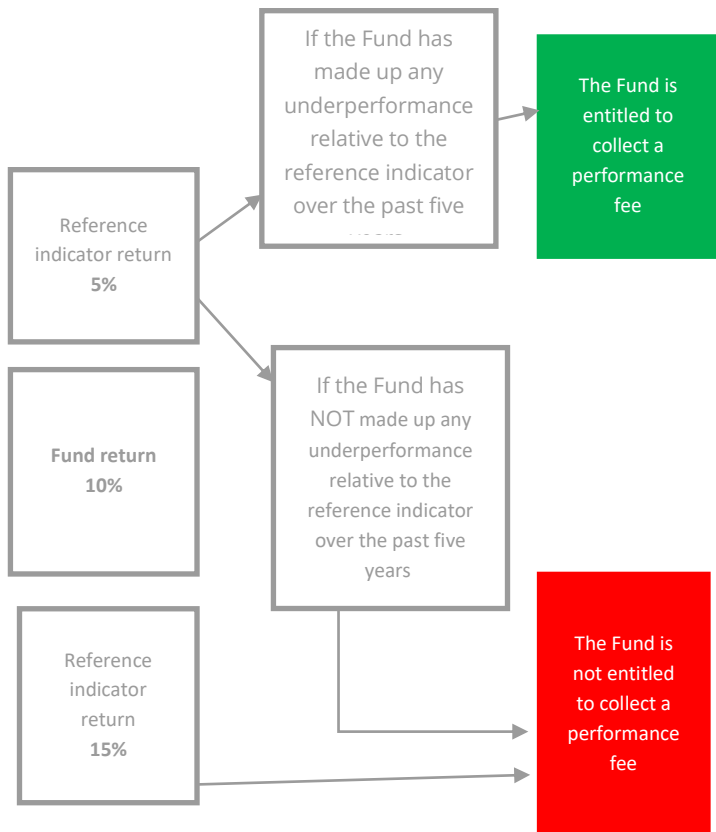 If the Fund has
made up any
underperformance
relative to the
reference indicator
over the past five
The Fund is
entitled to
collect a
performance
fee
Reference
indicator return
5%
If the Fund has
NOT made up any
underperformance
relative to the
reference indicator
over the past five
years
Fund return
10%
Reference
indicator
return
15%
The Fund is
not entitled
to collect a
performance
fee